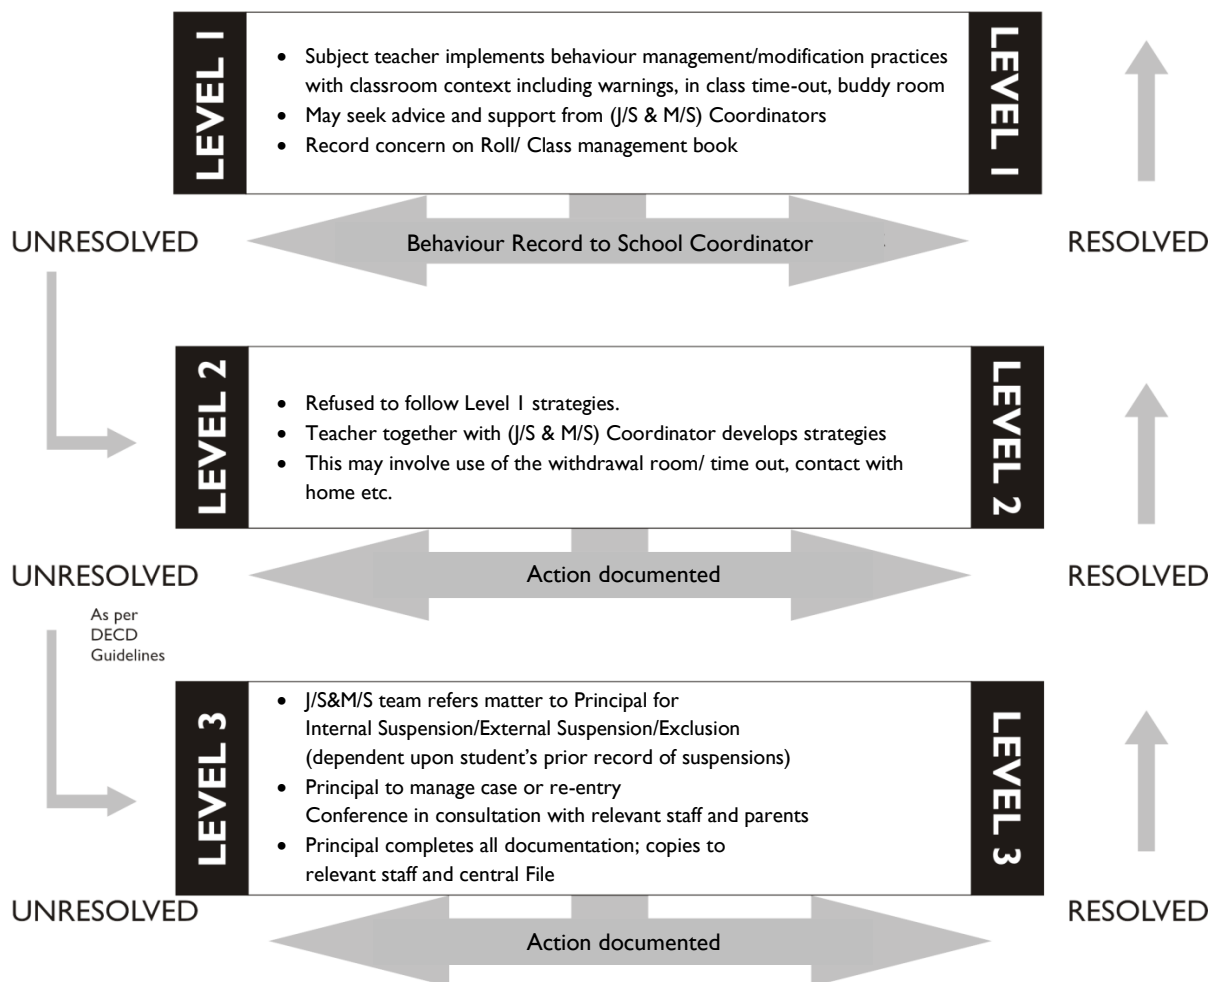 LEVEL 1
• Subject teacher implements behaviour management/modification practices
with classroom context including warnings, in class time-out, buddy room
• May seek advice and support from (J/S & M/S) Coordinators
• Record concern on Roll/ Class management book
LEVEL 1
UNRESOLVED
Behaviour Record to School Coordinator
RESOLVED
LEVEL 2
• Refused to follow Level 1 strategies.
• Teacher together with (J/S & M/S) Coordinator develops strategies
• This may involve use of the withdrawal room/ time out, contact with
home etc.
LEVEL 2
UNRESOLVED
Action documented
RESOLVED
As per
DECD
Guidelines
LEVEL 3
• J/S&M/S team refers matter to Principal for
Internal Suspension/External Suspension/Exclusion
(dependent upon student's prior record of suspensions)
• Principal to manage case or re-entry
Conference in consultation with relevant staff and parents
• Principal completes all documentation; copies to
relevant staff and central File
LEVEL 3
UNRESOLVED
Action documented
RESOLVED